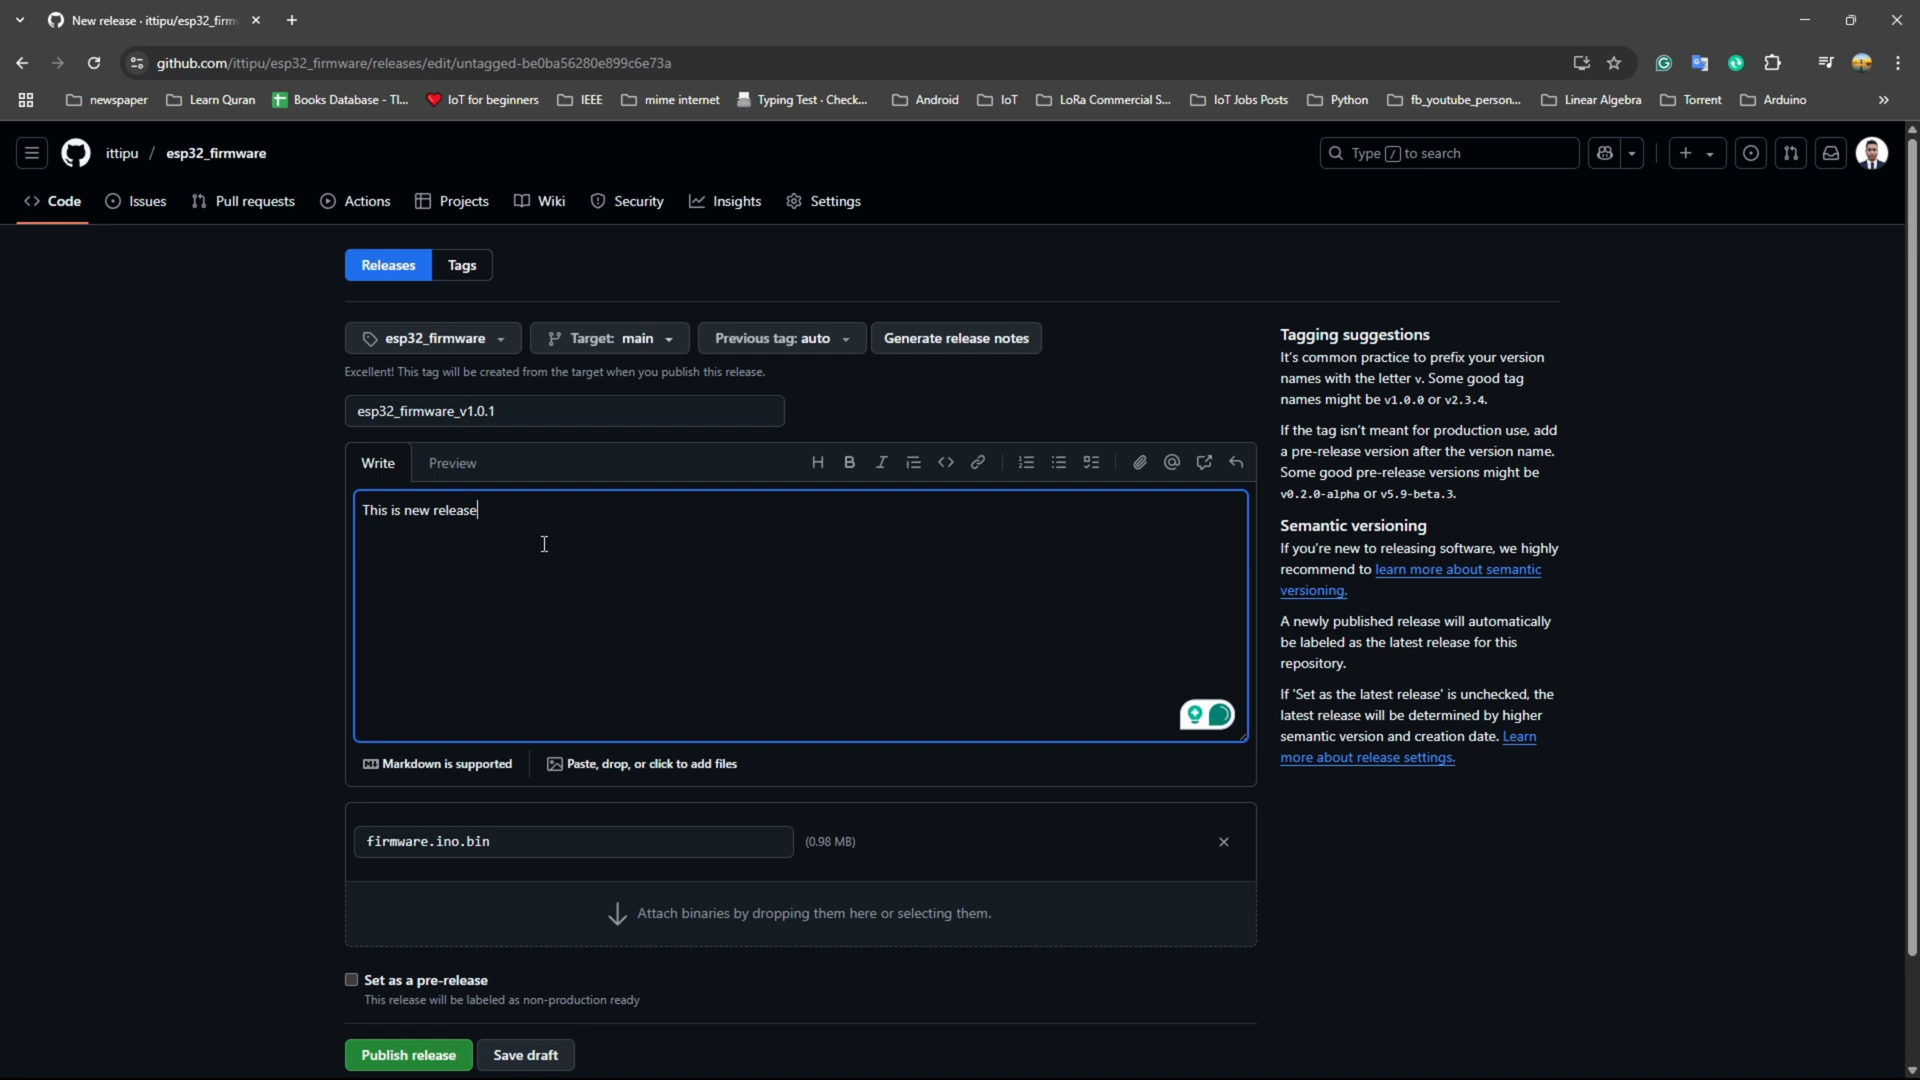 New release · ittipu/esp32_firm
github.com/ittipu/esp32_firmware/releases/edit/untagged-be0ba56280e899c6e73a
newspaper Learn Quran Books Database - Tl... IoT for beginners IEEE mime internet Typing Test · Check... Android IoT LoRa Commercial S... IoT Jobs Posts Python fb_youtube_person... Linear Algebra Torrent Arduino »
ittipu / esp32_firmware Type / to search
Code Issues Pull requests Actions Projects Wiki Security Insights Settings
Releases Tags
esp32_firmware Target: main Previous tag: auto Generate release notes
Excellent! This tag will be created from the target when you publish this release.
esp32_firmware_v1.0.1
Write Preview
This is new release
Markdown is supported Paste, drop, or click to add files
firmware.ino.bin (0.98 MB)
Attach binaries by dropping them here or selecting them.
Set as a pre-release
This release will be labeled as non-production ready
Publish release Save draft
Tagging suggestions
It's common practice to prefix your version
names with the letter v. Some good tag
names might be v1.0.0 or v2.3.4.
If the tag isn't meant for production use, add
a pre-release version after the version name.
Some good pre-release versions might be
v0.2.0-alpha or v5.9-beta.3.
Semantic versioning
If you're new to releasing software, we highly
recommend to learn more about semantic
versioning.
A newly published release will automatically
be labeled as the latest release for this
repository.
If 'Set as the latest release' is unchecked, the
latest release will be determined by higher
semantic version and creation date. Learn
more about release settings.